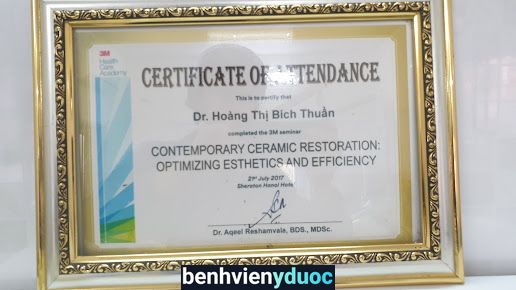 3M
Health
Care
Academy
CERTIFICATE OF ATTENDANCE
This is to certify that
Dr. Hoàng Thị Bích Thuần
completed the 3M seminar
CONTEMPORARY CERAMIC RESTORATION:
OPTIMIZING ESTHETICS AND EFFICIENCY
21st July 2017
Sheraton Hanoi Hotel
Dr. Aqeel Reshamvala, BDS., MDSc.
benhvienyduoc